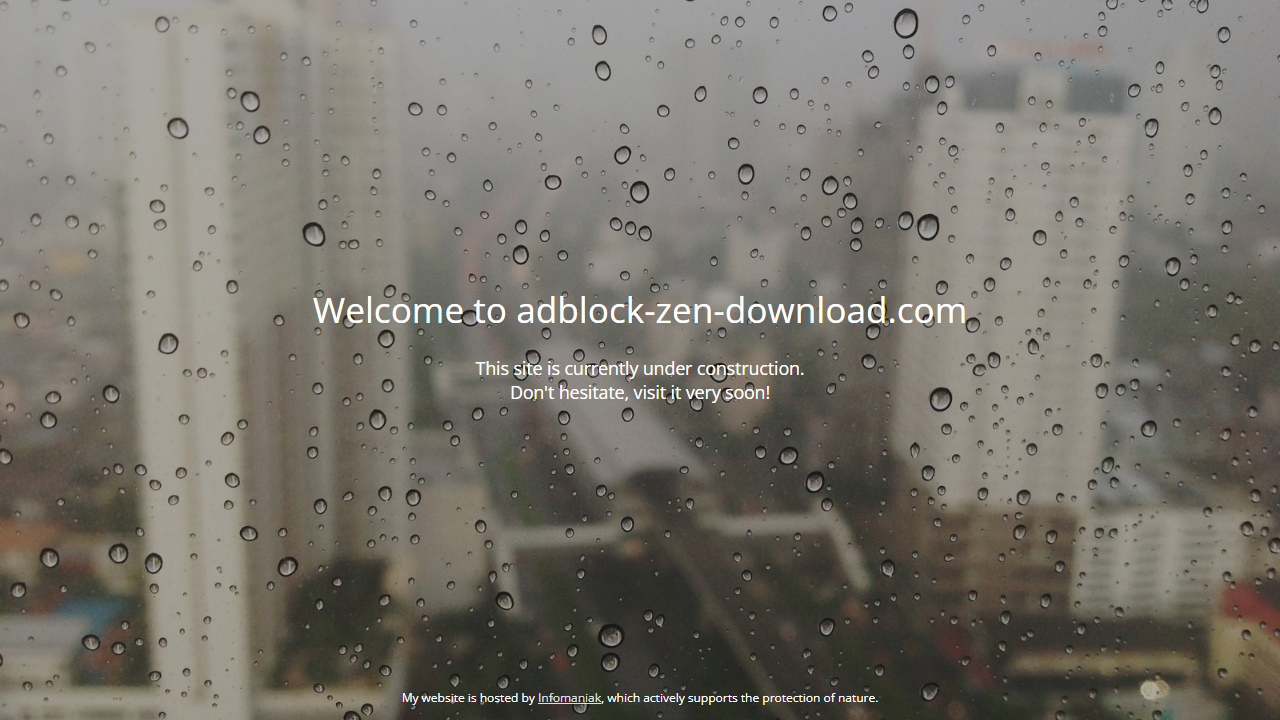 Welcome to adblock-zen-download.com
This site is currently under construction.
Don't hesitate, visit it very soon!
My website is hosted by Infomaniak, which actively supports the protection of nature.